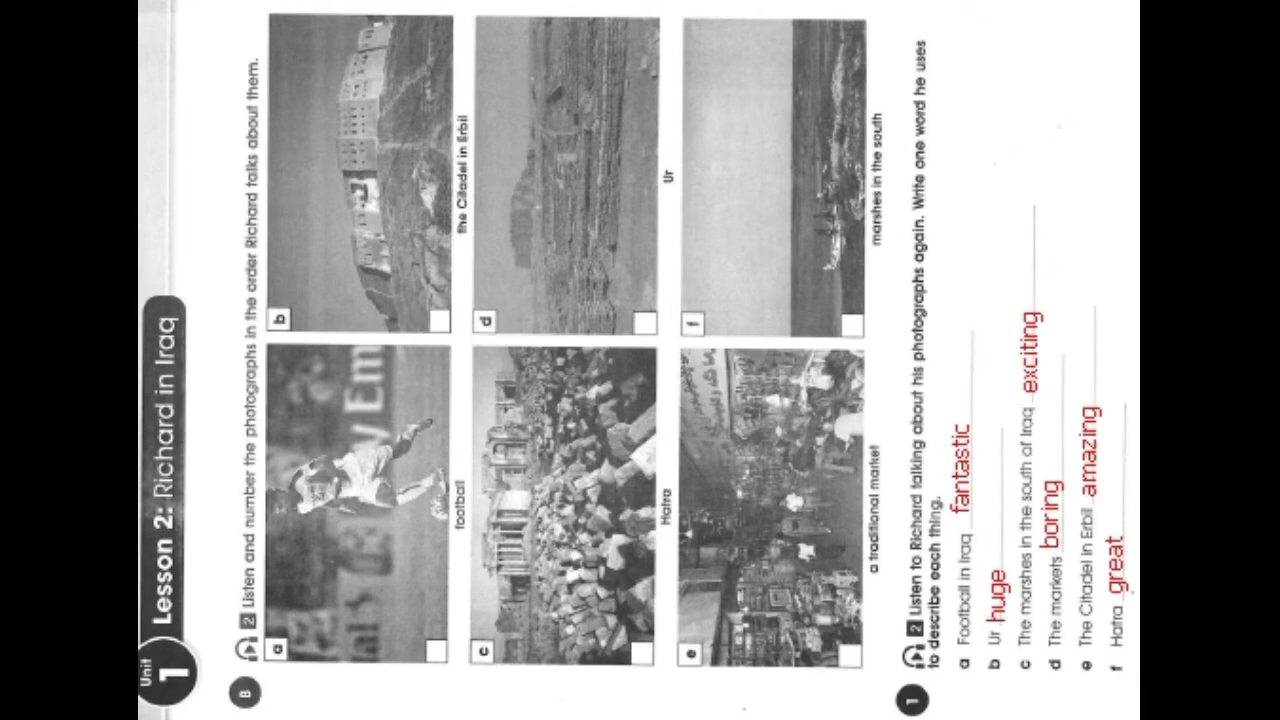 Unit
1
Lesson 2: Richard in Iraq
B
2 Listen and number the photographs in the order Richard talks about them.
a
football
b
the Citadel in Erbil
c
Hatra
d
Ur
e
a traditional market
f
marshes in the south
1
2 Listen to Richard talking about his photographs again. Write one word he uses
to describe each thing.
a Football in Iraq fantastic
b Ur huge
c The marshes in the south of Iraq exciting
d The markets boring
e The Citadel in Erbil amazing
f Hatra great